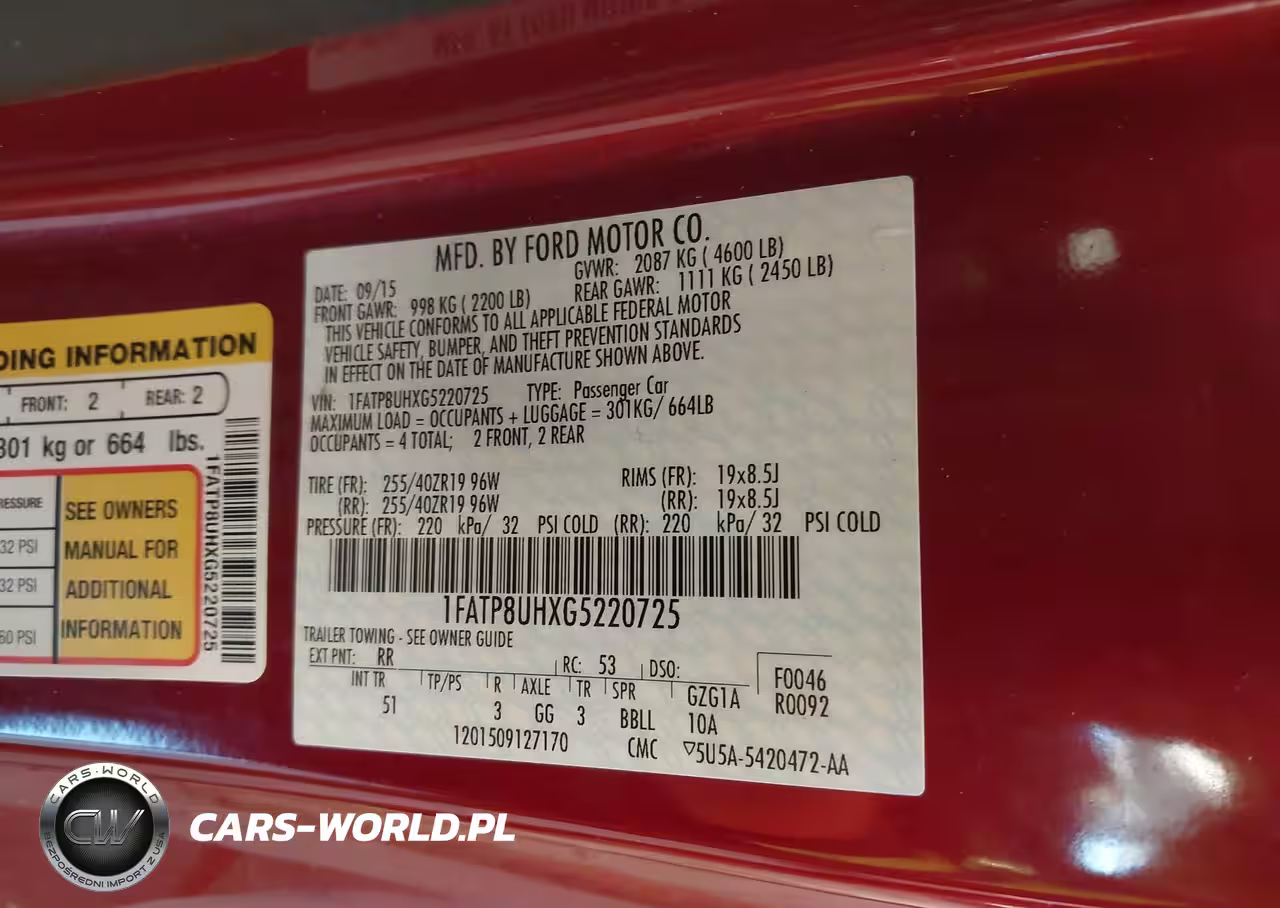 DING INFORMATION
FRONT: 2 REAR: 2
301 kg or 664 lbs.
RESSURE
32 PSI
32 PSI
60 PSI
SEE OWNERS
MANUAL FOR
ADDITIONAL
INFORMATION
1FATP8UHXG5220725
MFD. BY FORD MOTOR CO.
DATE: 09/15 GVWR: 2087 KG ( 4600 LB)
FRONT GAWR: 998 KG ( 2200 LB) REAR GAWR: 1111 KG ( 2450 LB)
THIS VEHICLE CONFORMS TO ALL APPLICABLE FEDERAL MOTOR
VEHICLE SAFETY, BUMPER, AND THEFT PREVENTION STANDARDS
IN EFFECT ON THE DATE OF MANUFACTURE SHOWN ABOVE.
VIN: 1FATP8UHXG5220725 TYPE: Passenger Car
MAXIMUM LOAD = OCCUPANTS + LUGGAGE = 301KG/ 664LB
OCCUPANTS = 4 TOTAL; 2 FRONT, 2 REAR
TIRE (FR): 255/40ZR19 96W RIMS (FR): 19x8.5J
(RR): 255/40ZR19 96W (RR): 19x8.5J
PRESSURE (FR): 220 kPa/ 32 PSI COLD (RR): 220 kPa/ 32 PSI COLD
1FATP8UHXG5220725
TRAILER TOWING - SEE OWNER GUIDE
EXT PNT: RR RC: 53 DSO: F0046
INT TR TP/PS R AXLE TR SPR GZG1A R0092
51 3 GG 3 BBLL 10A
1201509127170 CMC 5U5A-5420472-AA
CARS-WORLD
CW
BEZPOŚREDNI IMPORT Z USA
CARS-WORLD.PL